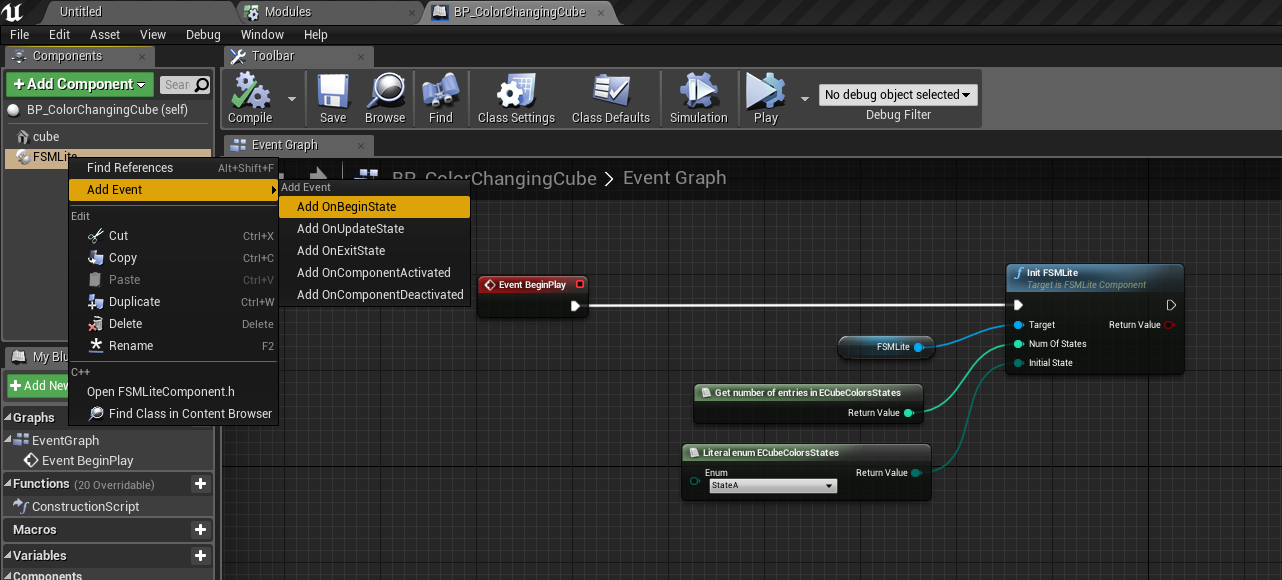 Untitled
Modules
BP_ColorChangingCube
File Edit Asset View Debug Window Help
Components
Toolbar
+ Add Component
Sear
BP_ColorChangingCube (self)
cube
FSMLite
Compile
Save
Browse
Find
Class Settings
Class Defaults
Simulation
Play
No debug object selected
Debug Filter
Event Graph
BP_ColorChangingCube > Event Graph
Find References Alt+Shift+F
Add Event
Edit
Cut Ctrl+X
Copy Ctrl+C
Paste Ctrl+V
Duplicate Ctrl+W
Delete Delete
Rename F2
C++
Open FSMLiteComponent.h
Find Class in Content Browser
Add Event
Add OnBeginState
Add OnUpdateState
Add OnExitState
Add OnComponentActivated
Add OnComponentDeactivated
My Blu
+ Add New
Graphs
EventGraph
Event BeginPlay
Functions (20 Overridable)
ConstructionScript
Macros
Variables
Components
Event BeginPlay
Init FSMLite
Target is FSMLite Component
Target
Return Value
Num Of States
Initial State
FSMLite
Get number of entries in ECubeColorsStates
Return Value
Literal enum ECubeColorsStates
Enum
Return Value
StateA